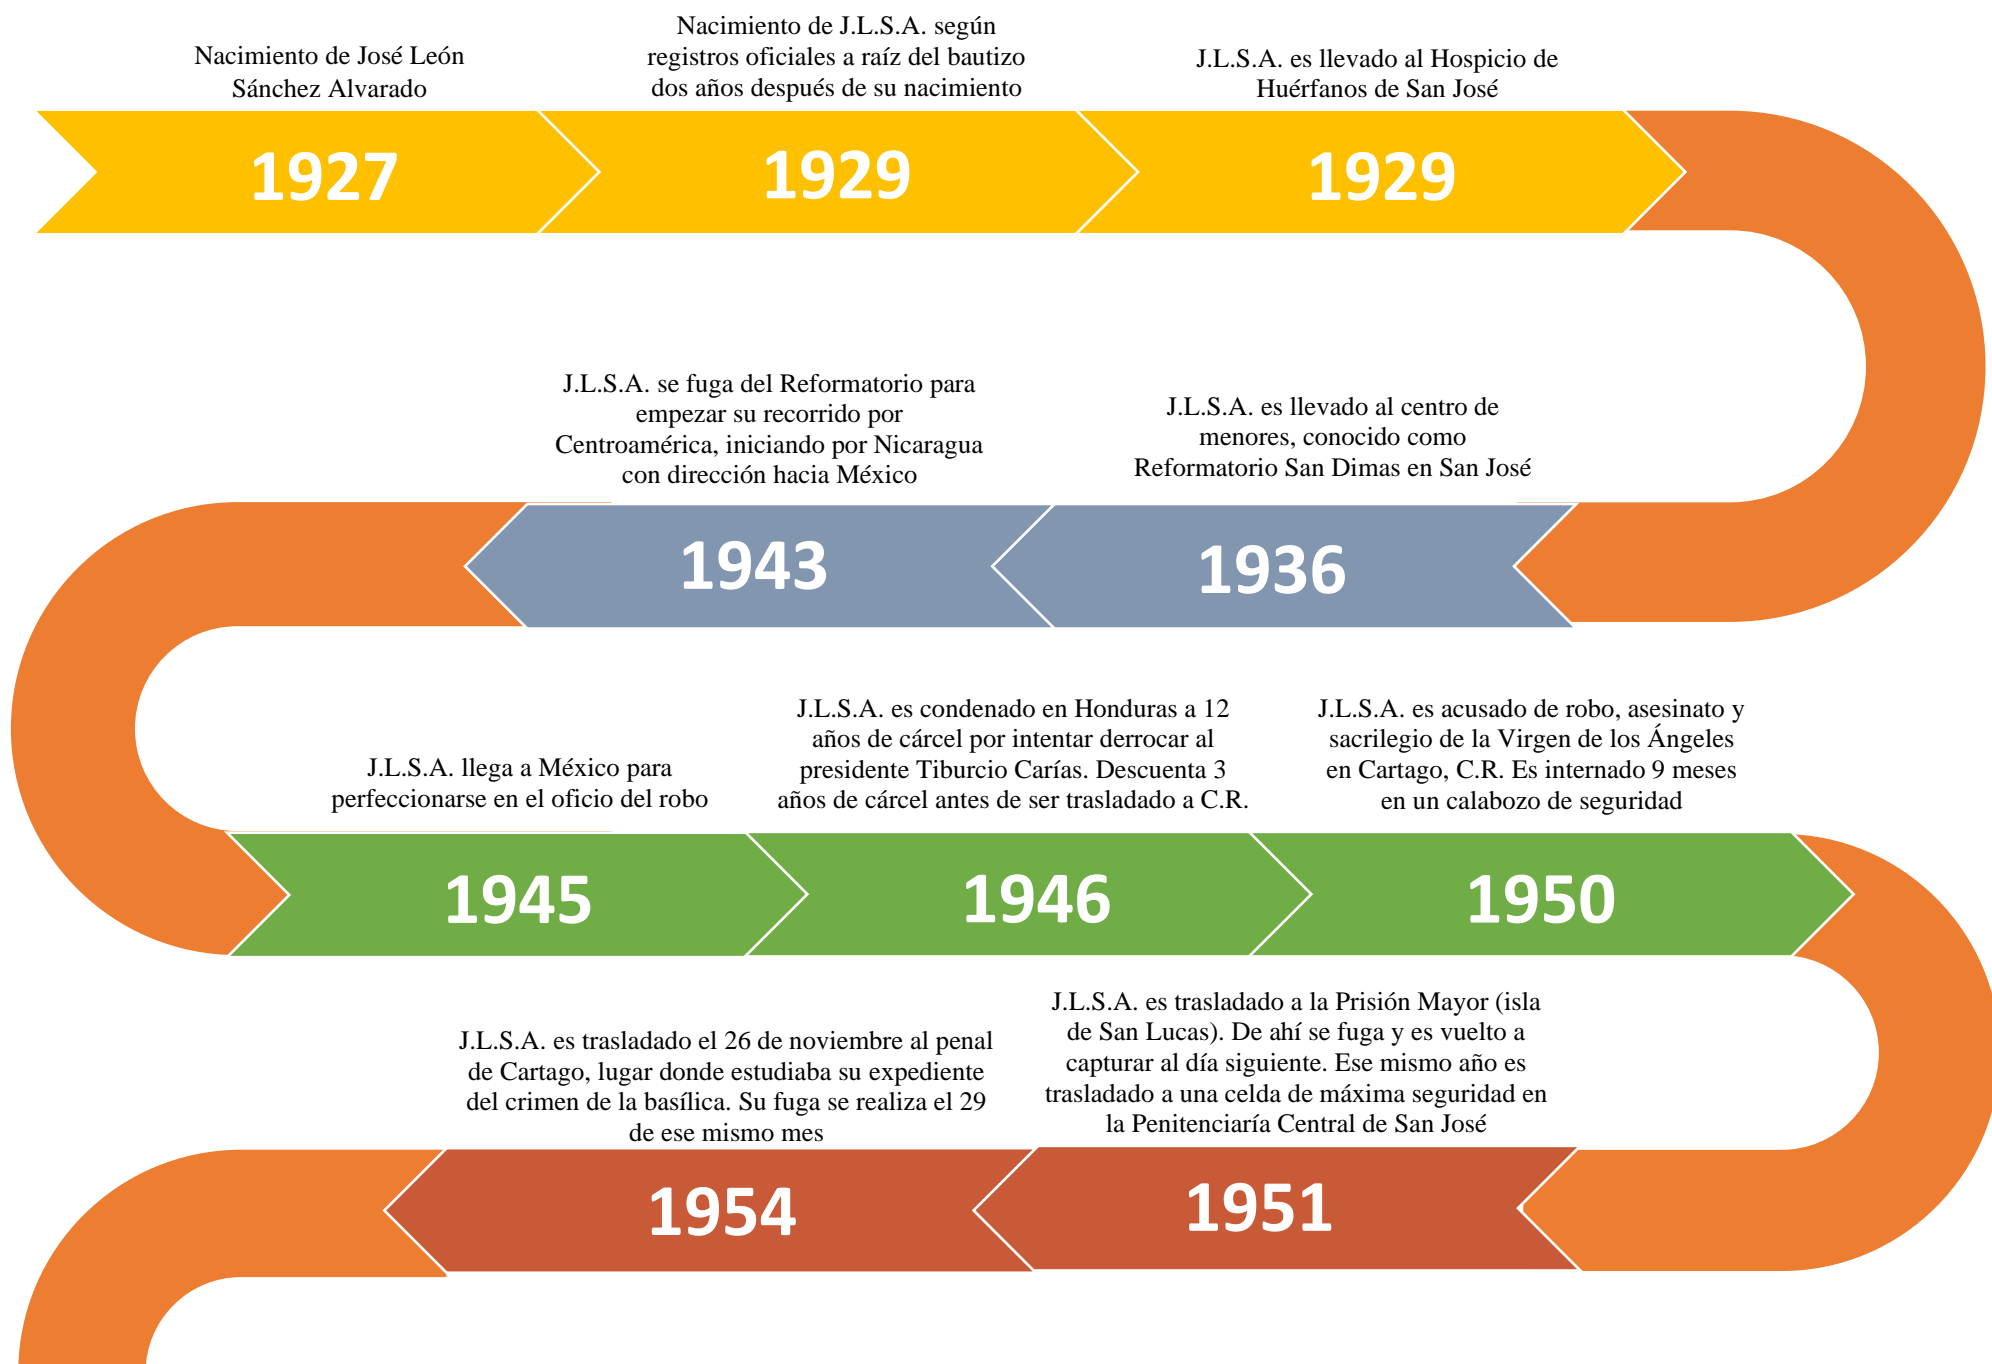 Nacimiento de José León
Sánchez Alvarado
1927
Nacimiento de J.L.S.A. según
registros oficiales a raíz del bautizo
dos años después de su nacimiento
1929
J.L.S.A. es llevado al Hospicio de
Huérfanos de San José
1929
J.L.S.A. es llevado al centro de
menores, conocido como
Reformatorio San Dimas en San José
1936
J.L.S.A. se fuga del Reformatorio para
empezar su recorrido por
Centroamérica, iniciando por Nicaragua
con dirección hacia México
1943
J.L.S.A. llega a México para
perfeccionarse en el oficio del robo
1945
J.L.S.A. es condenado en Honduras a 12
años de cárcel por intentar derrocar al
presidente Tiburcio Carías. Descuenta 3
años de cárcel antes de ser trasladado a C.R.
1946
J.L.S.A. es acusado de robo, asesinato y
sacrilegio de la Virgen de los Ángeles
en Cartago, C.R. Es internado 9 meses
en un calabozo de seguridad
1950
J.L.S.A. es trasladado a la Prisión Mayor (isla
de San Lucas). De ahí se fuga y es vuelto a
capturar al día siguiente. Ese mismo año es
trasladado a una celda de máxima seguridad en
la Penitenciaría Central de San José
1951
J.L.S.A. es trasladado el 26 de noviembre al penal
de Cartago, lugar donde estudiaba su expediente
del crimen de la basílica. Su fuga se realiza el 29
de ese mismo mes
1954